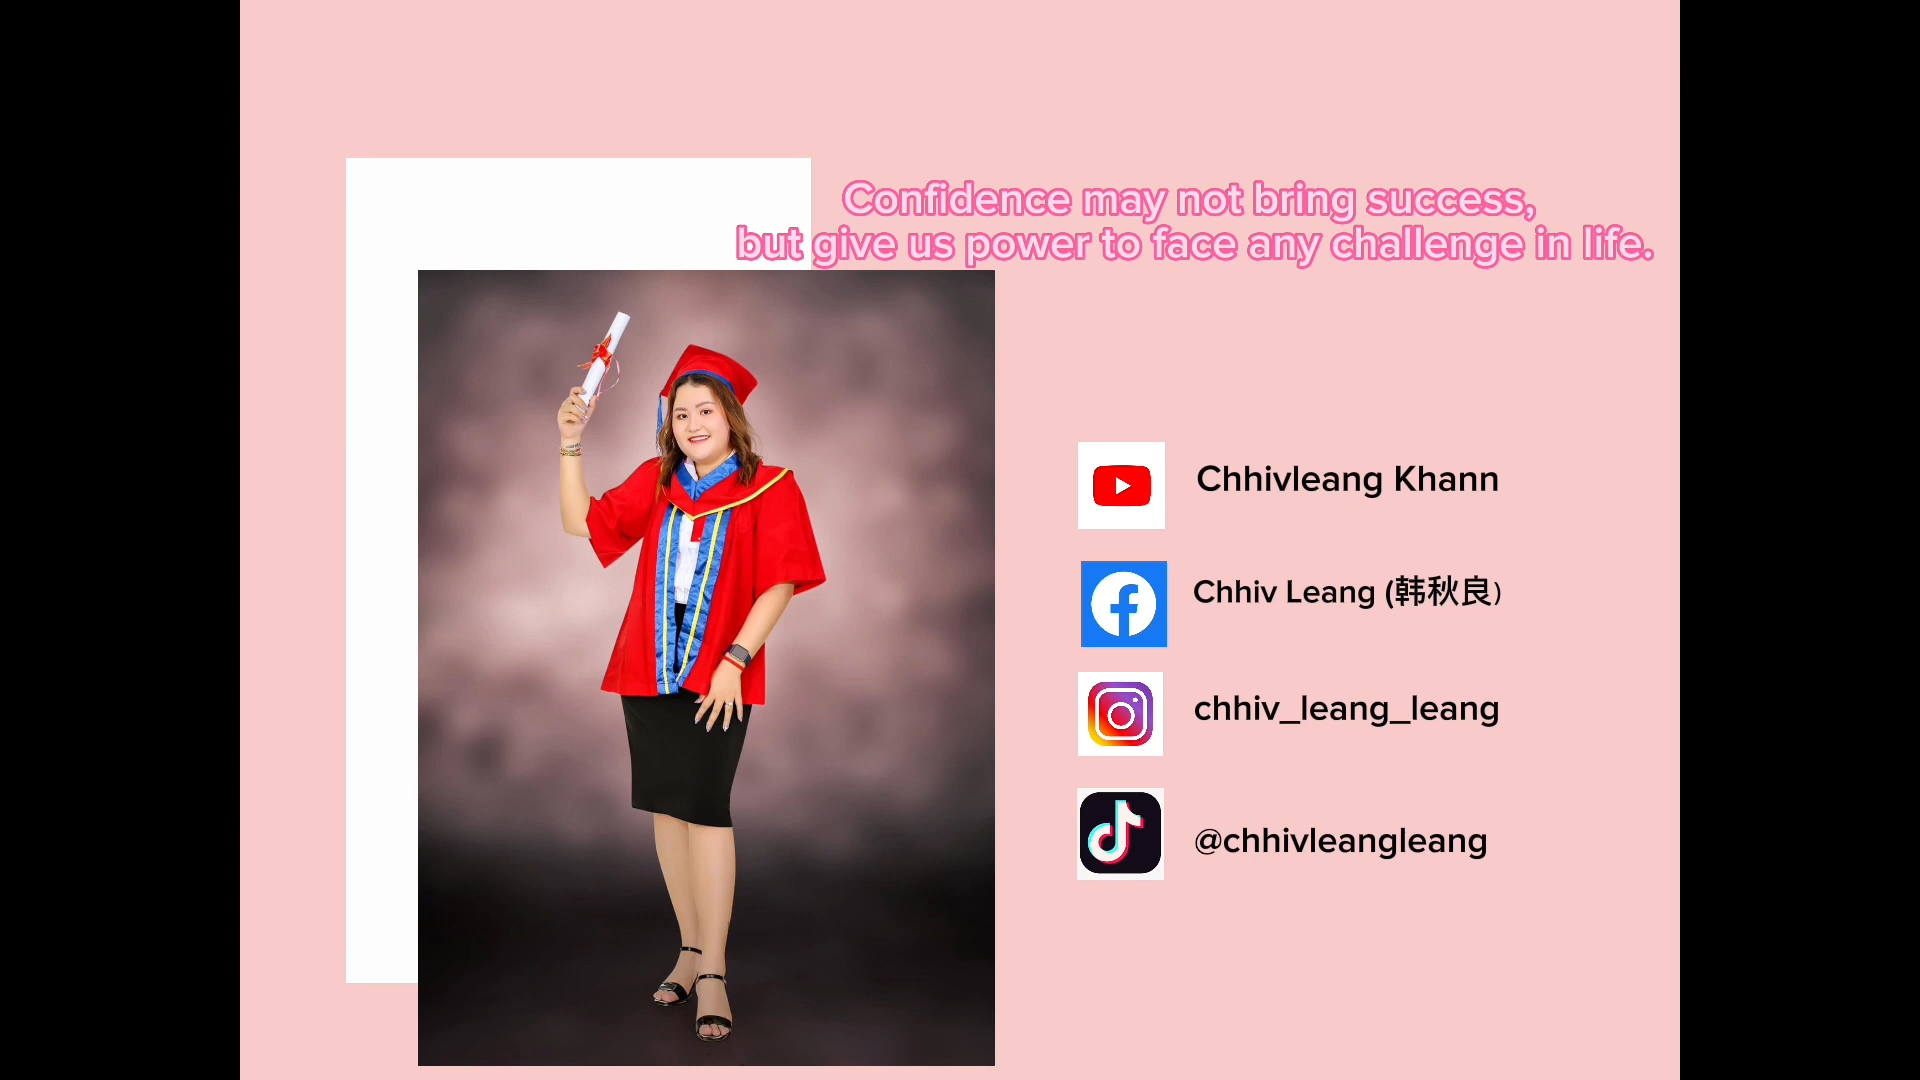 Confidence may not bring success,
but give us power to face any challenge in life.
Chhivleang Khann
Chhiv Leang (韩秋良)
chhiv_leang_leang
@chhivleangleang